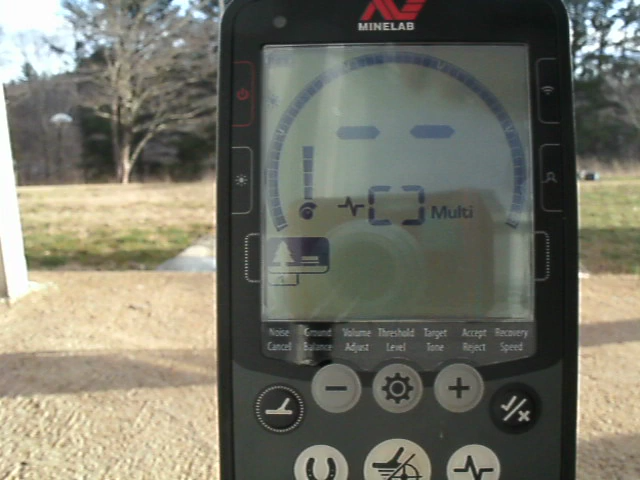 MINELAB
Multi
Noise Cancel
Ground Balance
Volume Adjust
Threshold Level
Target Tone
Accept Reject
Recovery Speed